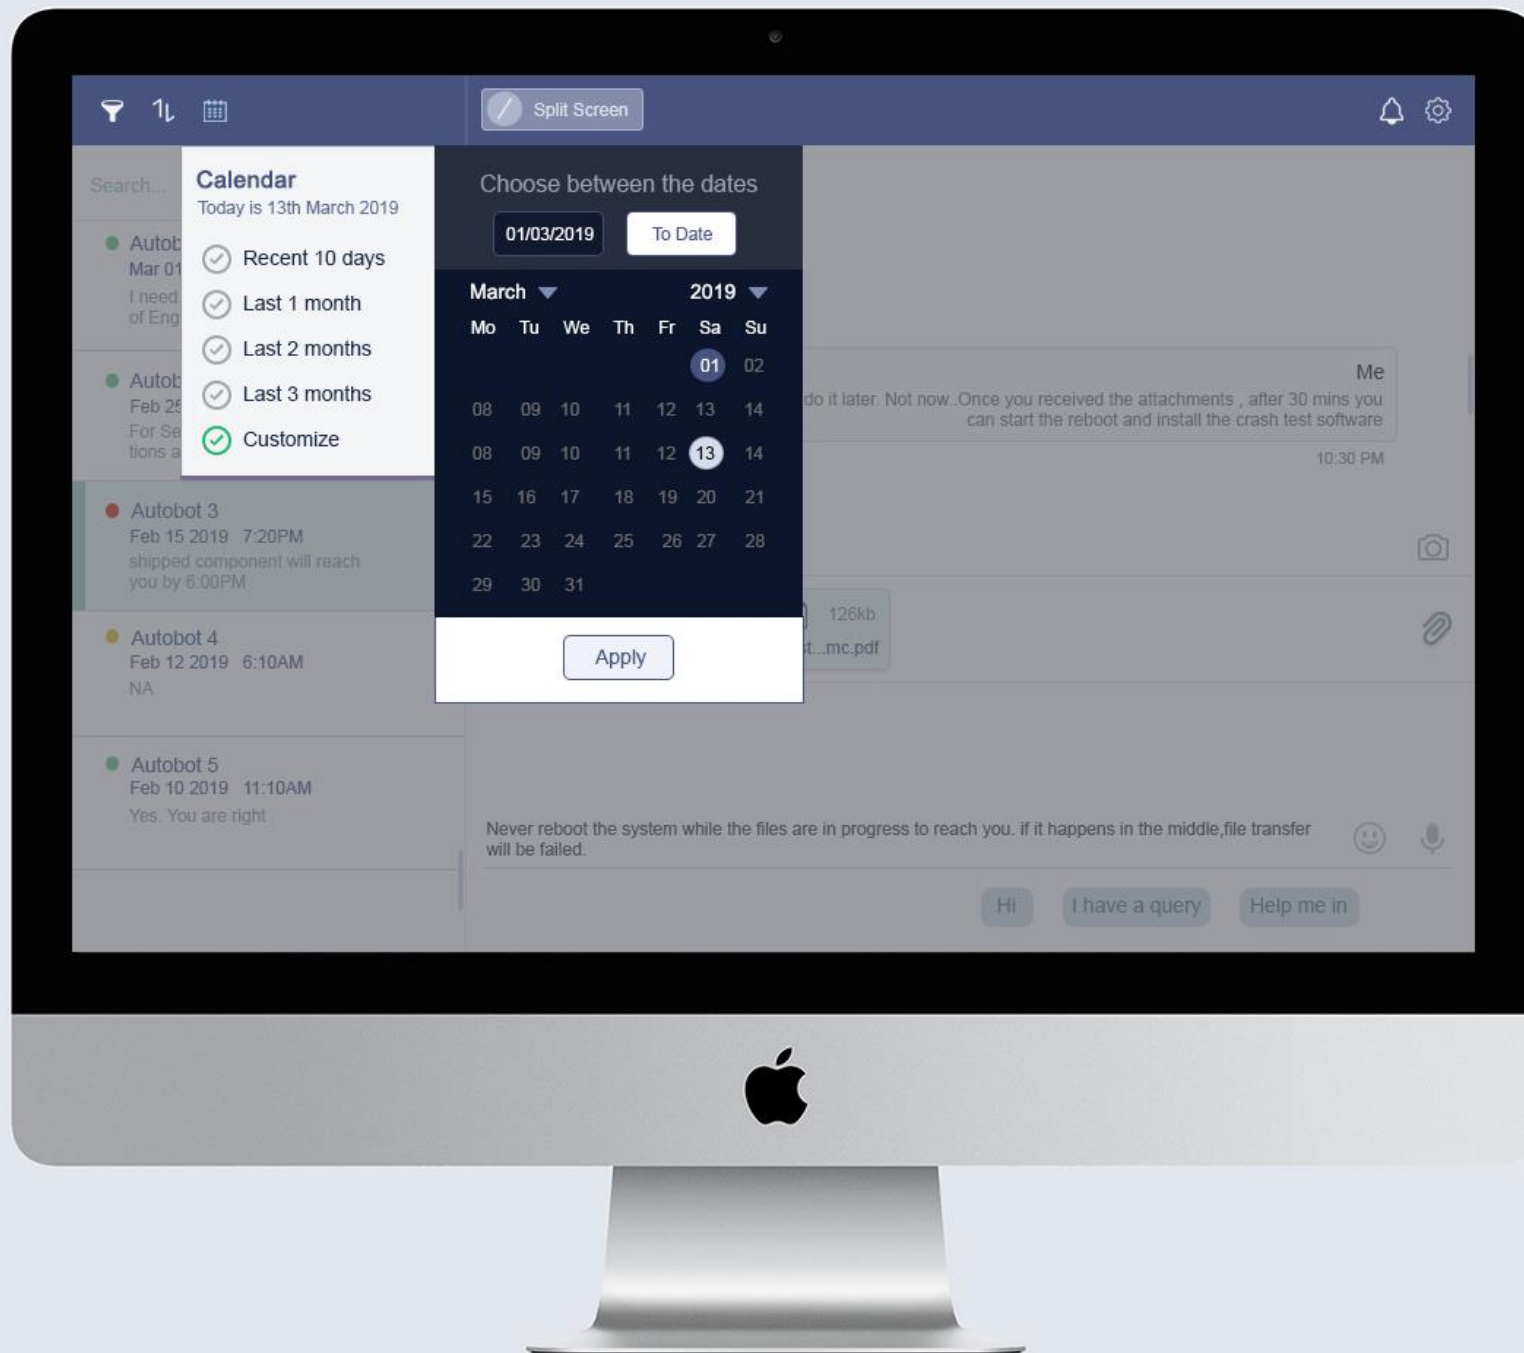 Split Screen
Search...
Calendar
Today is 13th March 2019
Recent 10 days
Last 1 month
Last 2 months
Last 3 months
Customize
Choose between the dates
01/03/2019 To Date
March 2019
Mo Tu We Th Fr Sa Su
01 02
08 09 10 11 12 13 14
08 09 10 11 12 13 14
15 16 17 18 19 20 21
22 23 24 25 26 27 28
29 30 31
Apply
Mar 01
I need
of Eng
Feb 25
Autobot 3
Feb 15 2019 7:20PM
shipped component will reach
you by 6:00PM
Autobot 4
Feb 12 2019 6:10AM
NA
Autobot 5
Feb 10 2019 11:10AM
Yes. You are right
Me
do it later. Not now..Once you received the attachments , after 30 mins you
can start the reboot and install the crash test software
10:30 PM
126kb
mc.pdf
Never reboot the system while the files are in progress to reach you. if it happens in the middle,file transfer
will be failed.
Hi I have a query Help me in